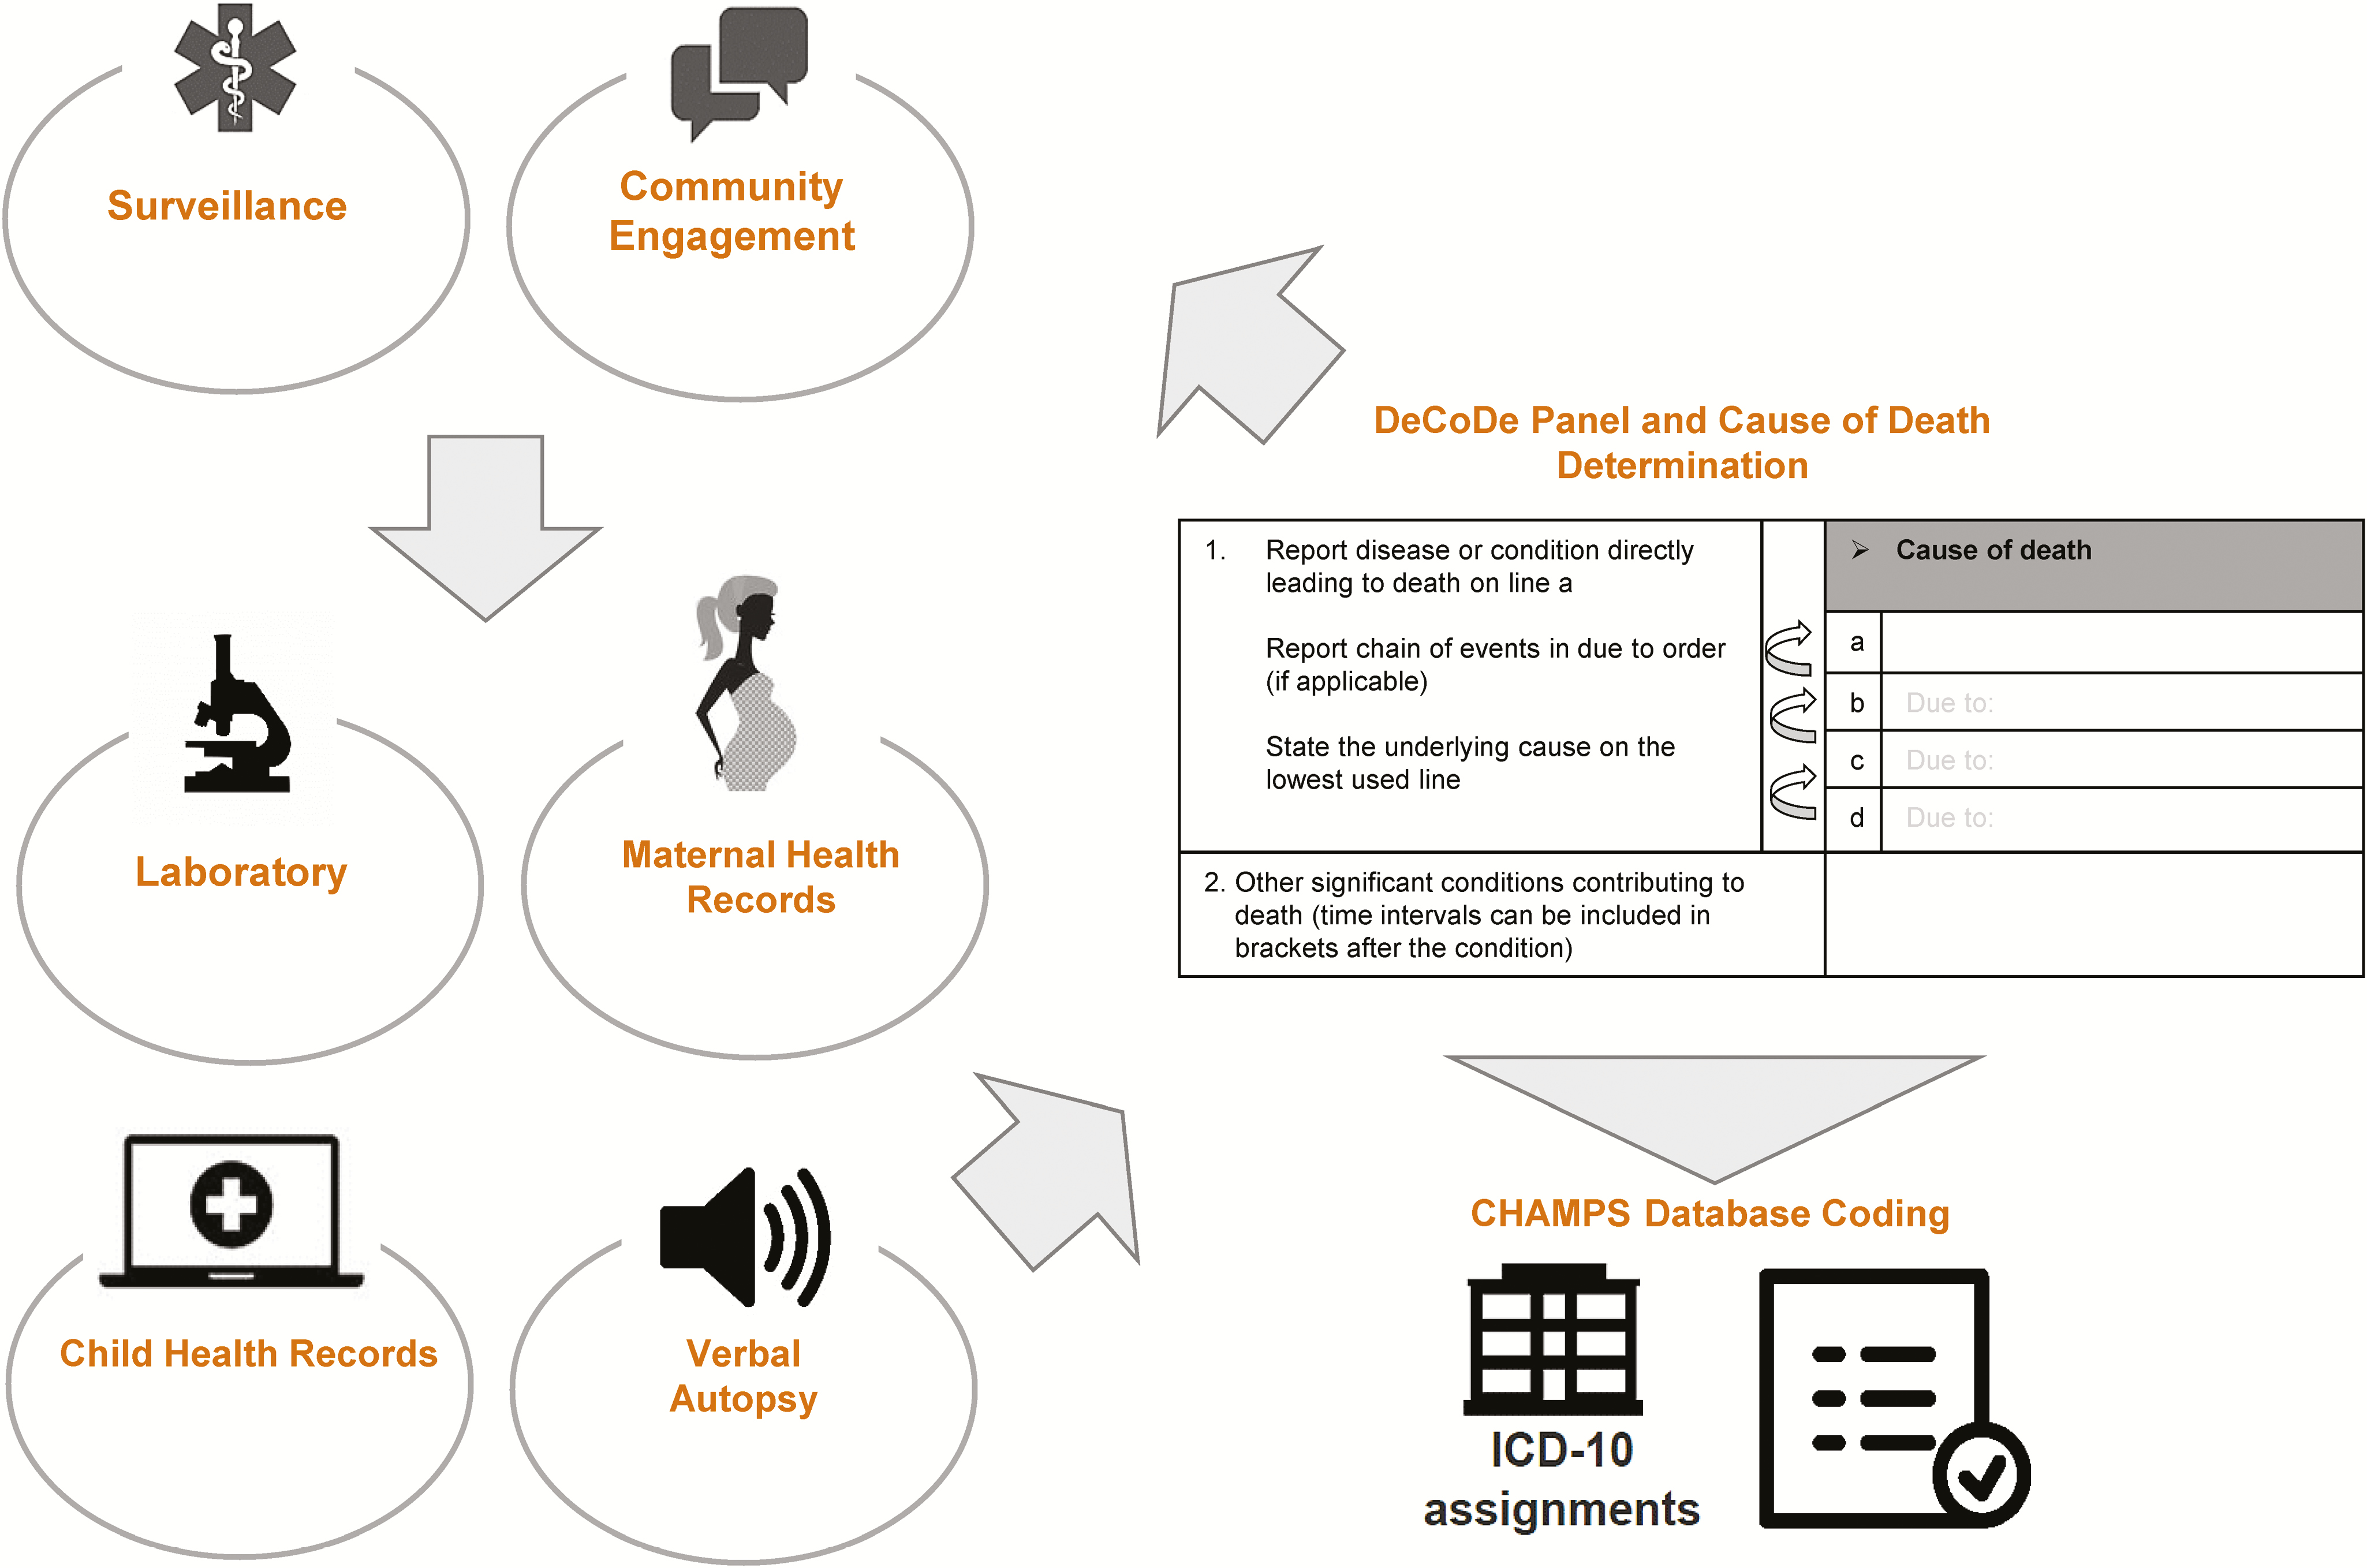 Surveillance
Community
Engagement
Laboratory
Maternal Health
Records
Child Health Records
Verbal
Autopsy
DeCoDe Panel and Cause of Death
Determination
1. Report disease or condition directly
leading to death on line a
Report chain of events in due to order
(if applicable)
State the underlying cause on the
lowest used line
➢ Cause of death
a
b Due to:
c Due to:
d Due to:
2. Other significant conditions contributing to
death (time intervals can be included in
brackets after the condition)
CHAMPS Database Coding
ICD-10
assignments